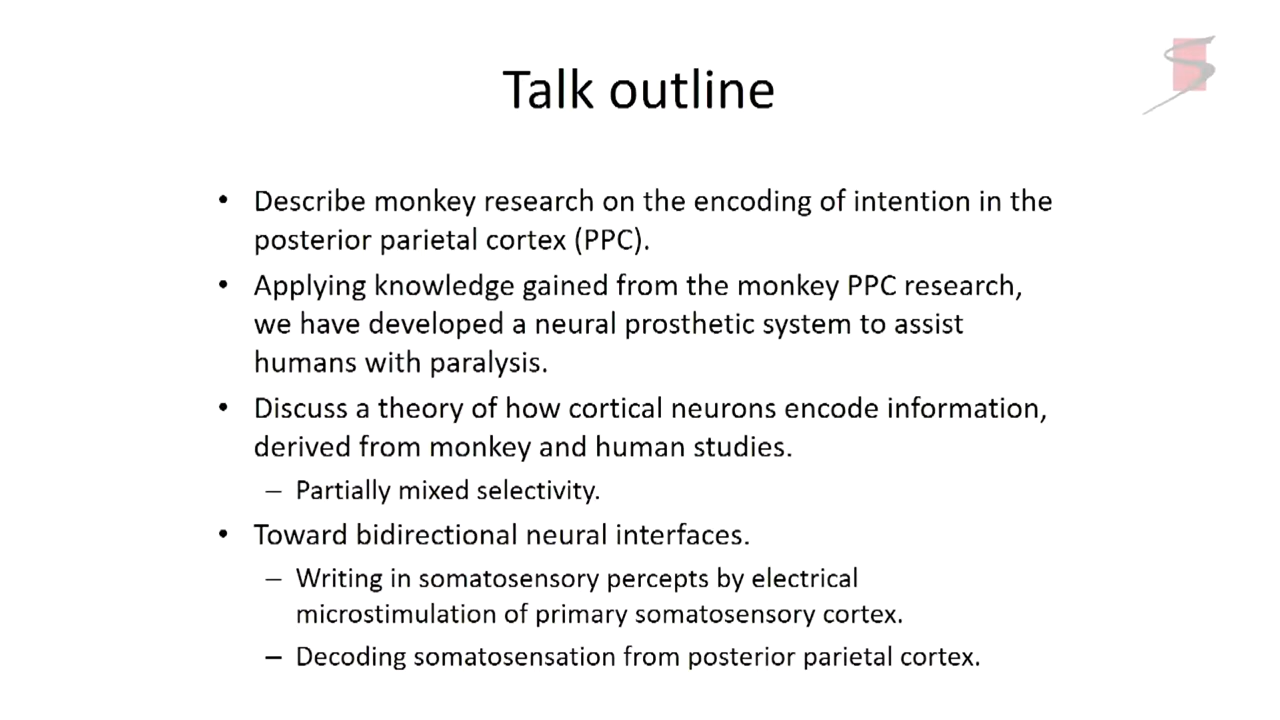 Talk outline
• Describe monkey research on the encoding of intention in the
posterior parietal cortex (PPC).
• Applying knowledge gained from the monkey PPC research,
we have developed a neural prosthetic system to assist
humans with paralysis.
• Discuss a theory of how cortical neurons encode information,
derived from monkey and human studies.
– Partially mixed selectivity.
• Toward bidirectional neural interfaces.
– Writing in somatosensory percepts by electrical
microstimulation of primary somatosensory cortex.
– Decoding somatosensation from posterior parietal cortex.